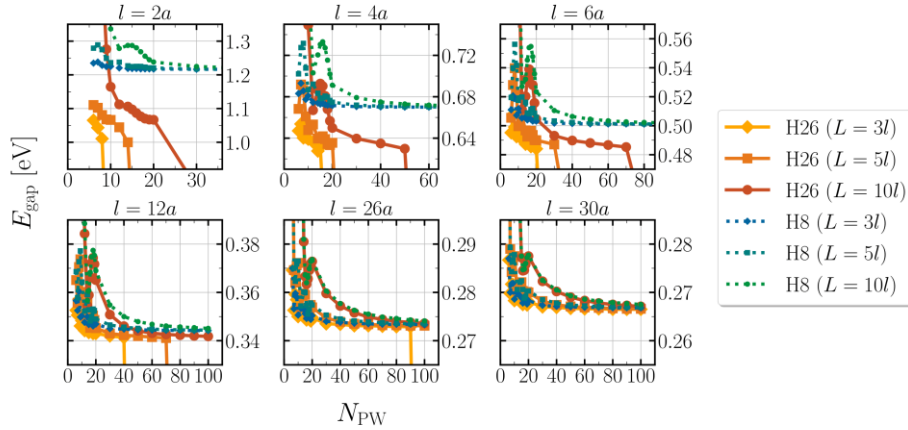 l = 2a
l = 4a
l = 6a
1.3
1.2
1.1
1.0
0 10 20 30
0.72
0.68
0.64
0 20 40 60
0.56
0.54
0.52
0.50
0.48
0 20 40 60 80
E_gap [eV]
l = 12a
l = 26a
l = 30a
0.38
0.36
0.34
0 20 40 60 80 100
0.29
0.28
0.27
0 20 40 60 80 100
0.28
0.27
0.26
0 20 40 60 80 100
N_PW
H26 (L = 3l)
H26 (L = 5l)
H26 (L = 10l)
H8 (L = 3l)
H8 (L = 5l)
H8 (L = 10l)